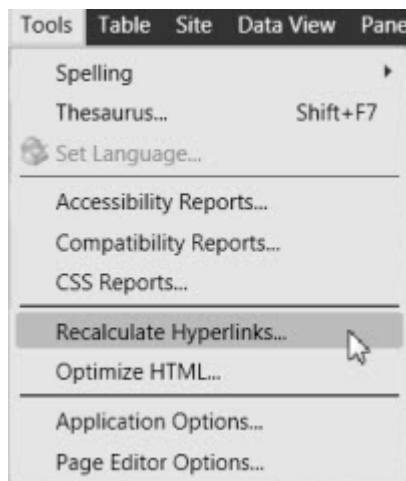 Tools Table Site Data View Pane
Spelling
Thesaurus... Shift+F7
Set Language...
Accessibility Reports...
Compatibility Reports...
CSS Reports...
Recalculate Hyperlinks...
Optimize HTML...
Application Options...
Page Editor Options...